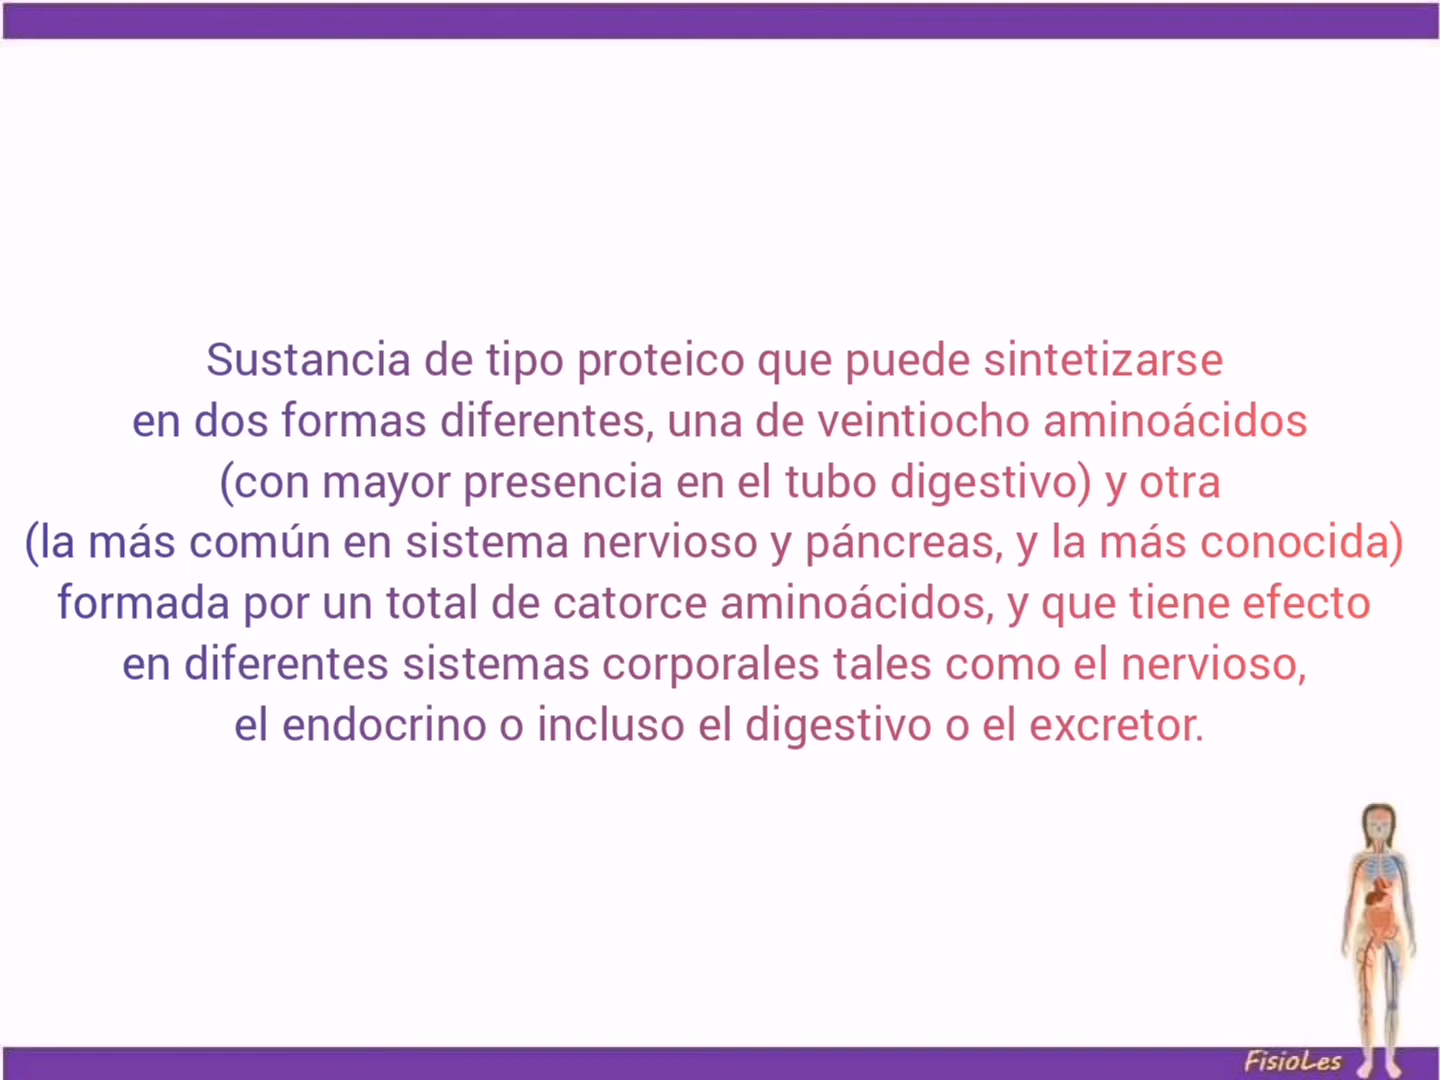 Sustancia de tipo proteico que puede sintetizarse
en dos formas diferentes, una de veintiocho aminoácidos
(con mayor presencia en el tubo digestivo) y otra
(la más común en sistema nervioso y páncreas, y la más conocida)
formada por un total de catorce aminoácidos, y que tiene efecto
en diferentes sistemas corporales tales como el nervioso,
el endocrino o incluso el digestivo o el excretor.
FisioLes